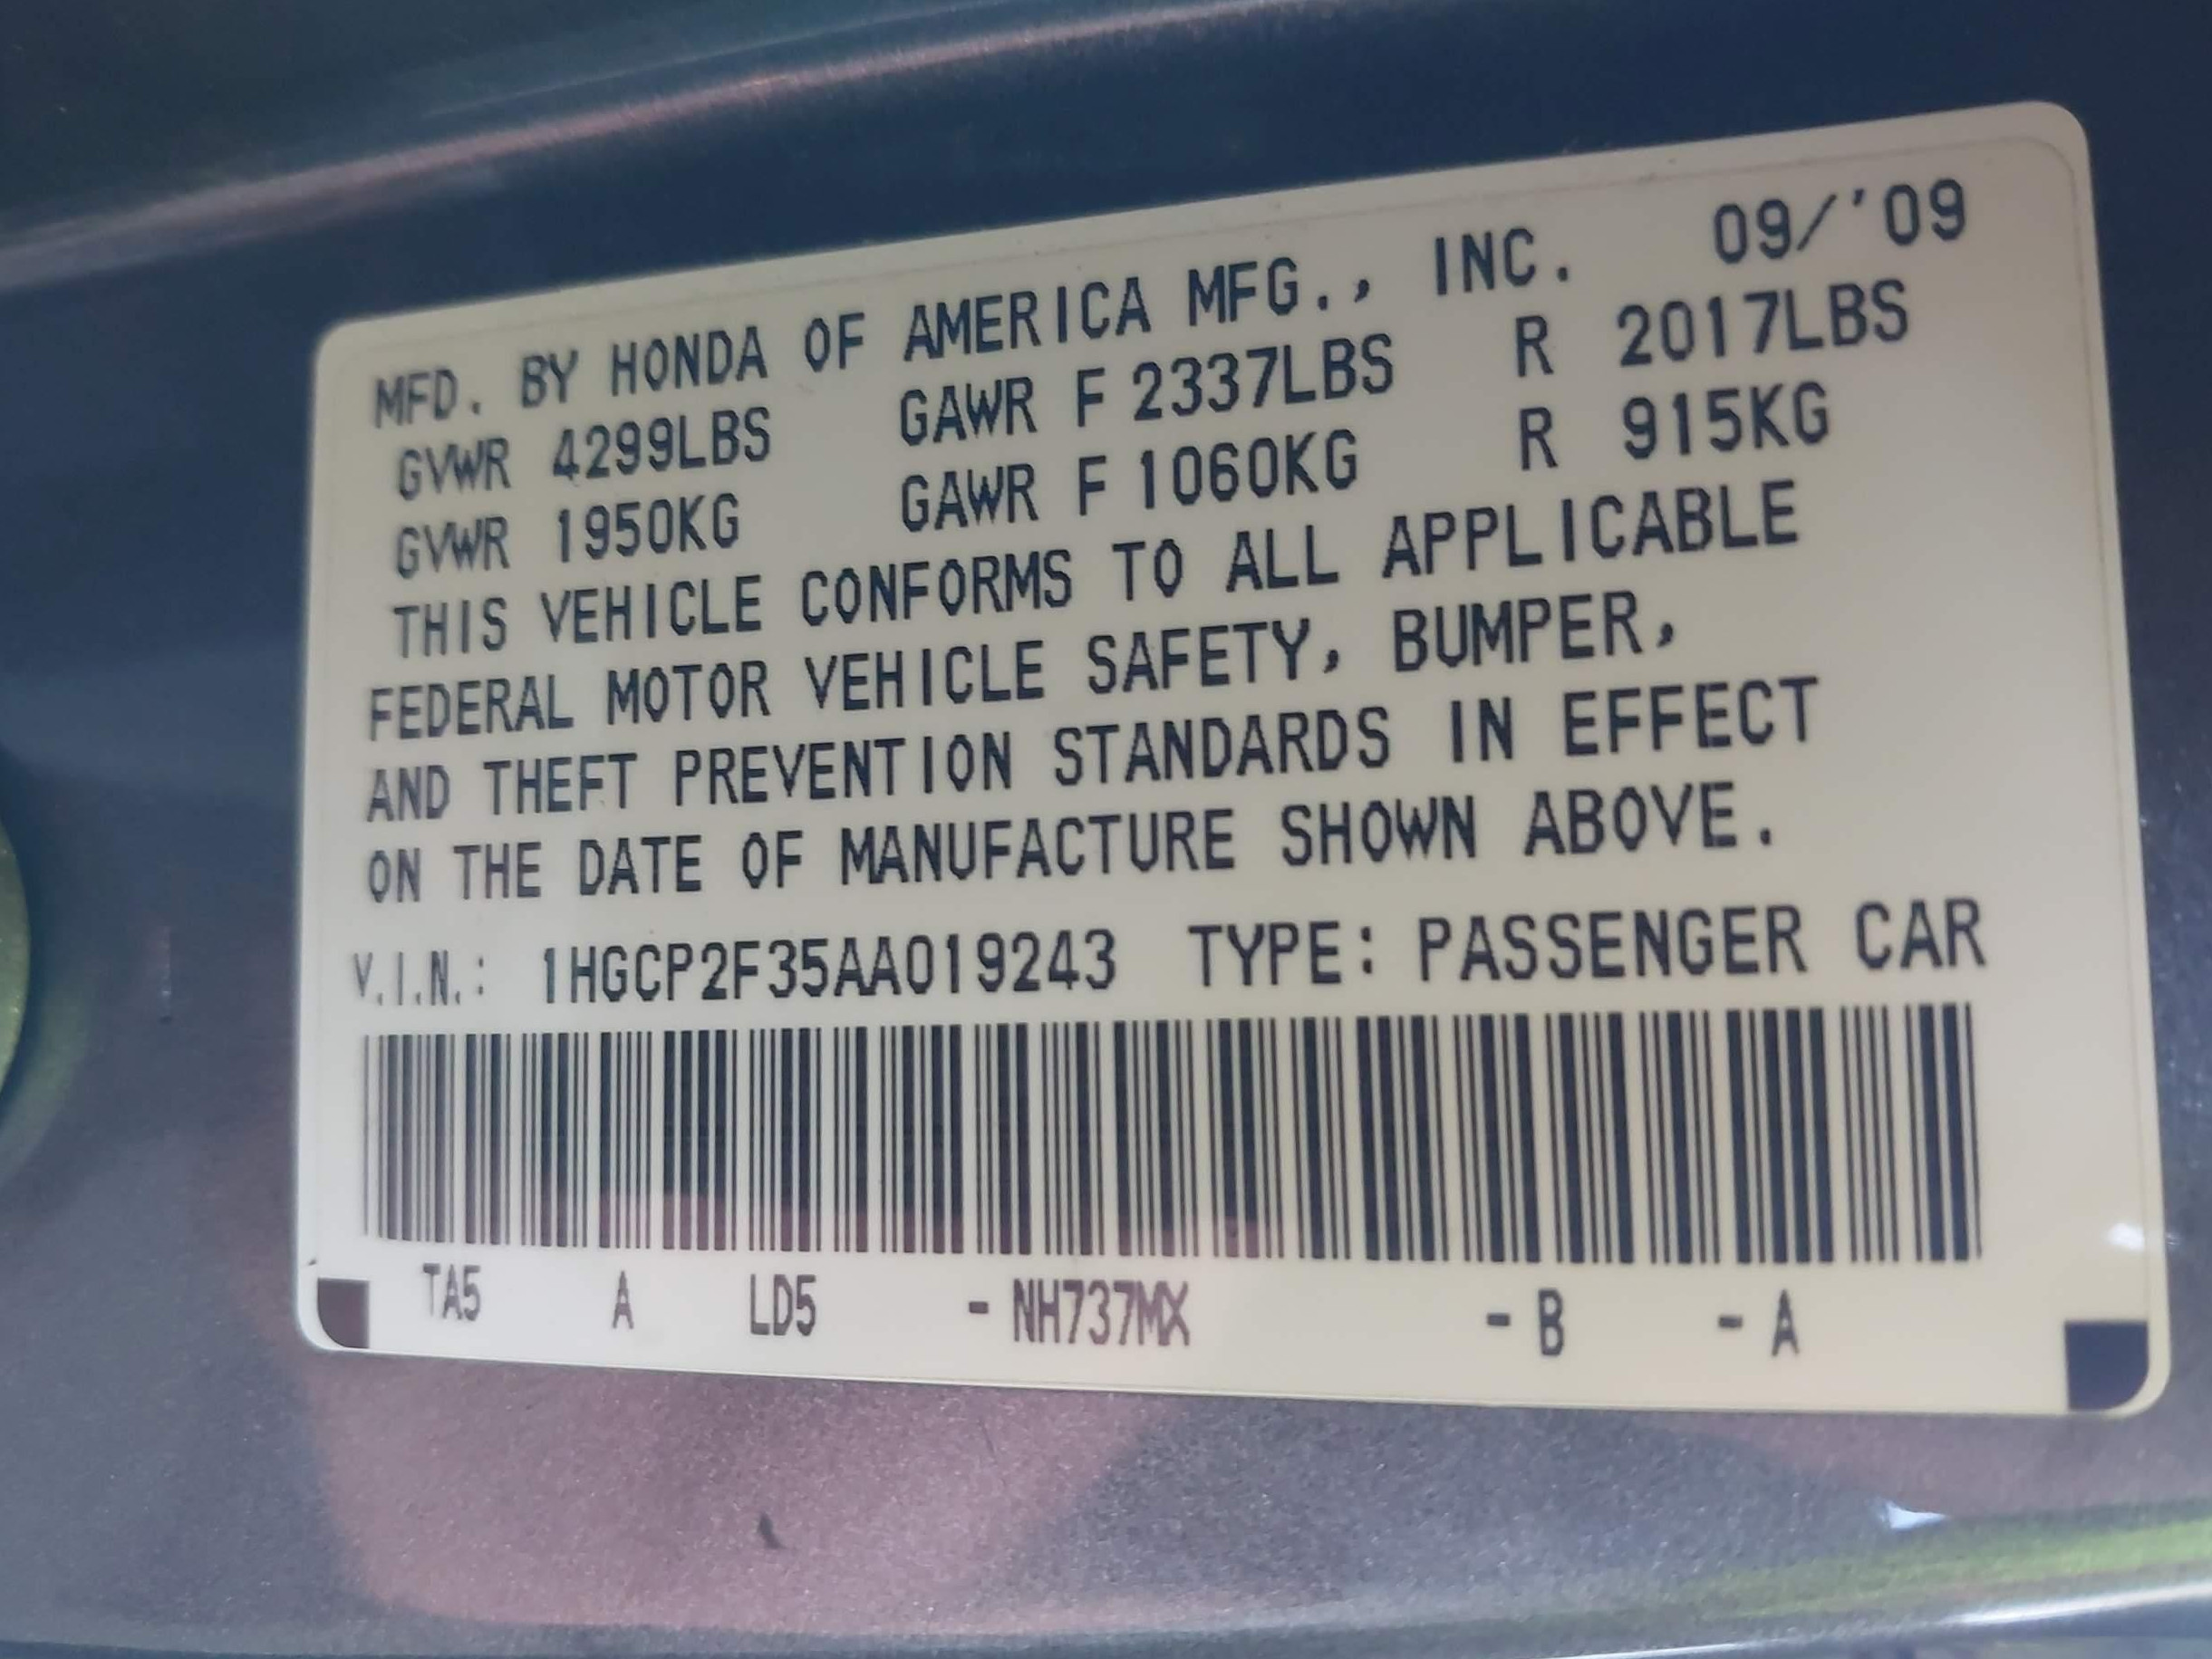 MFD. BY HONDA OF AMERICA MFG., INC. 09/'09
GVWR 4299LBS GAWR F 2337LBS R 2017LBS
GVWR 1950KG GAWR F 1060KG R 915KG
THIS VEHICLE CONFORMS TO ALL APPLICABLE
FEDERAL MOTOR VEHICLE SAFETY, BUMPER,
AND THEFT PREVENTION STANDARDS IN EFFECT
ON THE DATE OF MANUFACTURE SHOWN ABOVE.
V.I.N.: 1HGCP2F35AA019243 TYPE: PASSENGER CAR
TA5 A LD5 - NH737MX - B - A